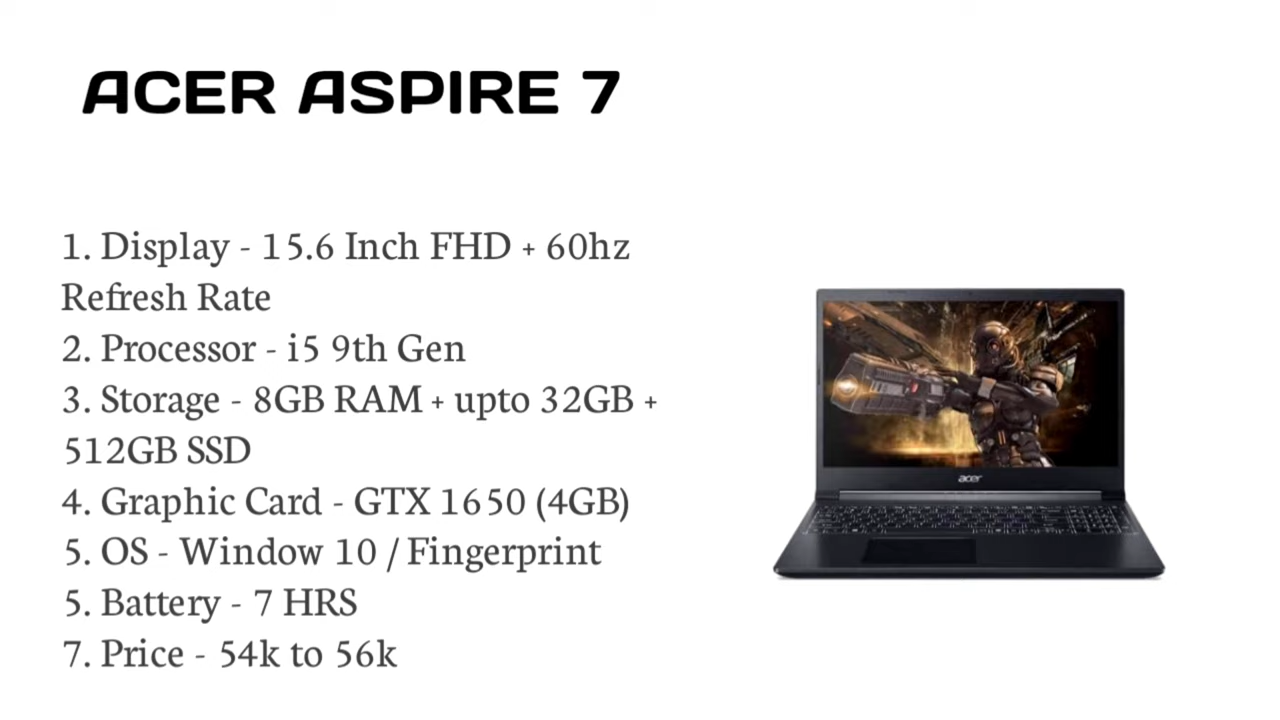 ACER ASPIRE 7
1. Display - 15.6 Inch FHD + 60hz
Refresh Rate
2. Processor - i5 9th Gen
3. Storage - 8GB RAM + upto 32GB +
512GB SSD
4. Graphic Card - GTX 1650 (4GB)
5. OS - Window 10 / Fingerprint
5. Battery - 7 HRS
7. Price - 54k to 56k
acer